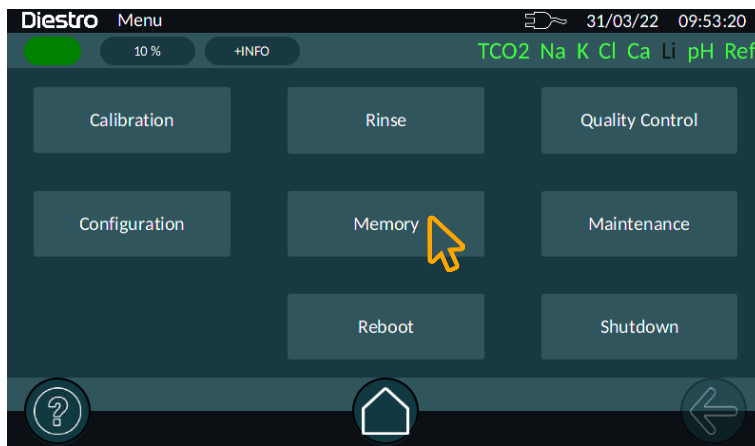 Diestro Menu 31/03/22 09:53:20
10 % +INFO TCO2 Na K Cl Ca Li pH Ref
Calibration Rinse Quality Control
Configuration Memory Maintenance
Reboot Shutdown
?